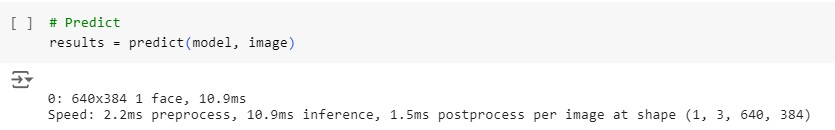 [ ] # Predict
results = predict(model, image)
0: 640x384 1 face, 10.9ms
Speed: 2.2ms preprocess, 10.9ms inference, 1.5ms postprocess per image at shape (1, 3, 640, 384)